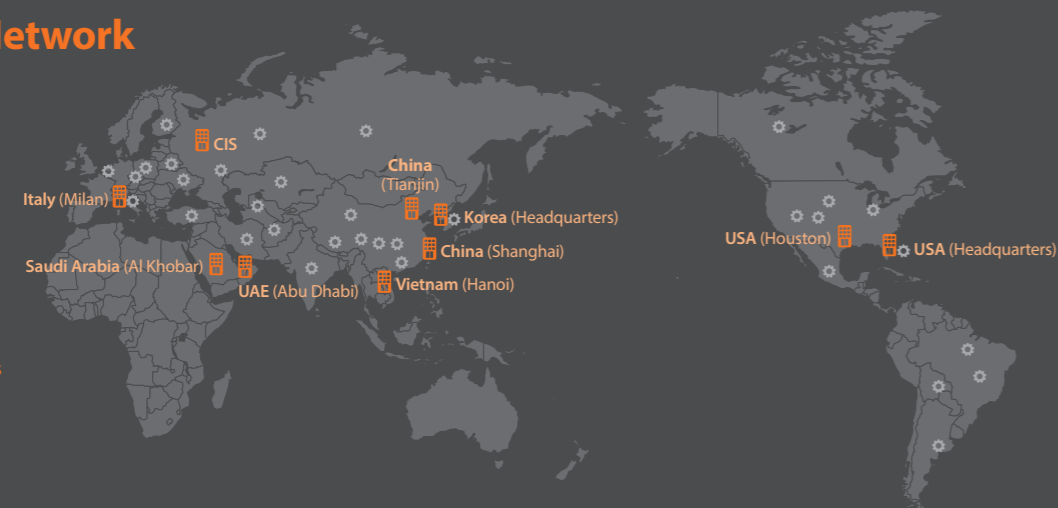 etwork
CIS
China
(Tianjin)
Italy (Milan)
Korea (Headquarters)
USA (Houston)
USA (Headquarters)
China (Shanghai)
Saudi Arabia (Al Khobar)
UAE (Abu Dhabi)
Vietnam (Hanoi)
s